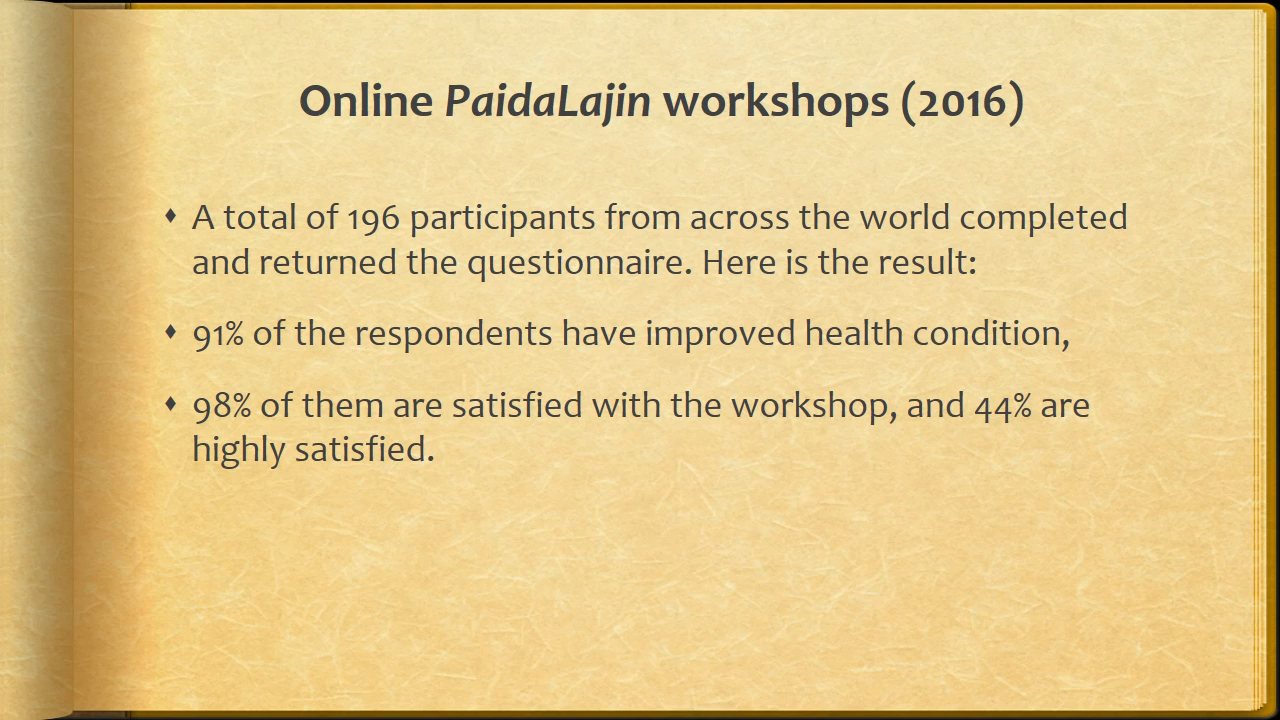 Online PaidaLajin workshops (2016)
♦ A total of 196 participants from across the world completed
and returned the questionnaire. Here is the result:
♦ 91% of the respondents have improved health condition,
♦ 98% of them are satisfied with the workshop, and 44% are
highly satisfied.